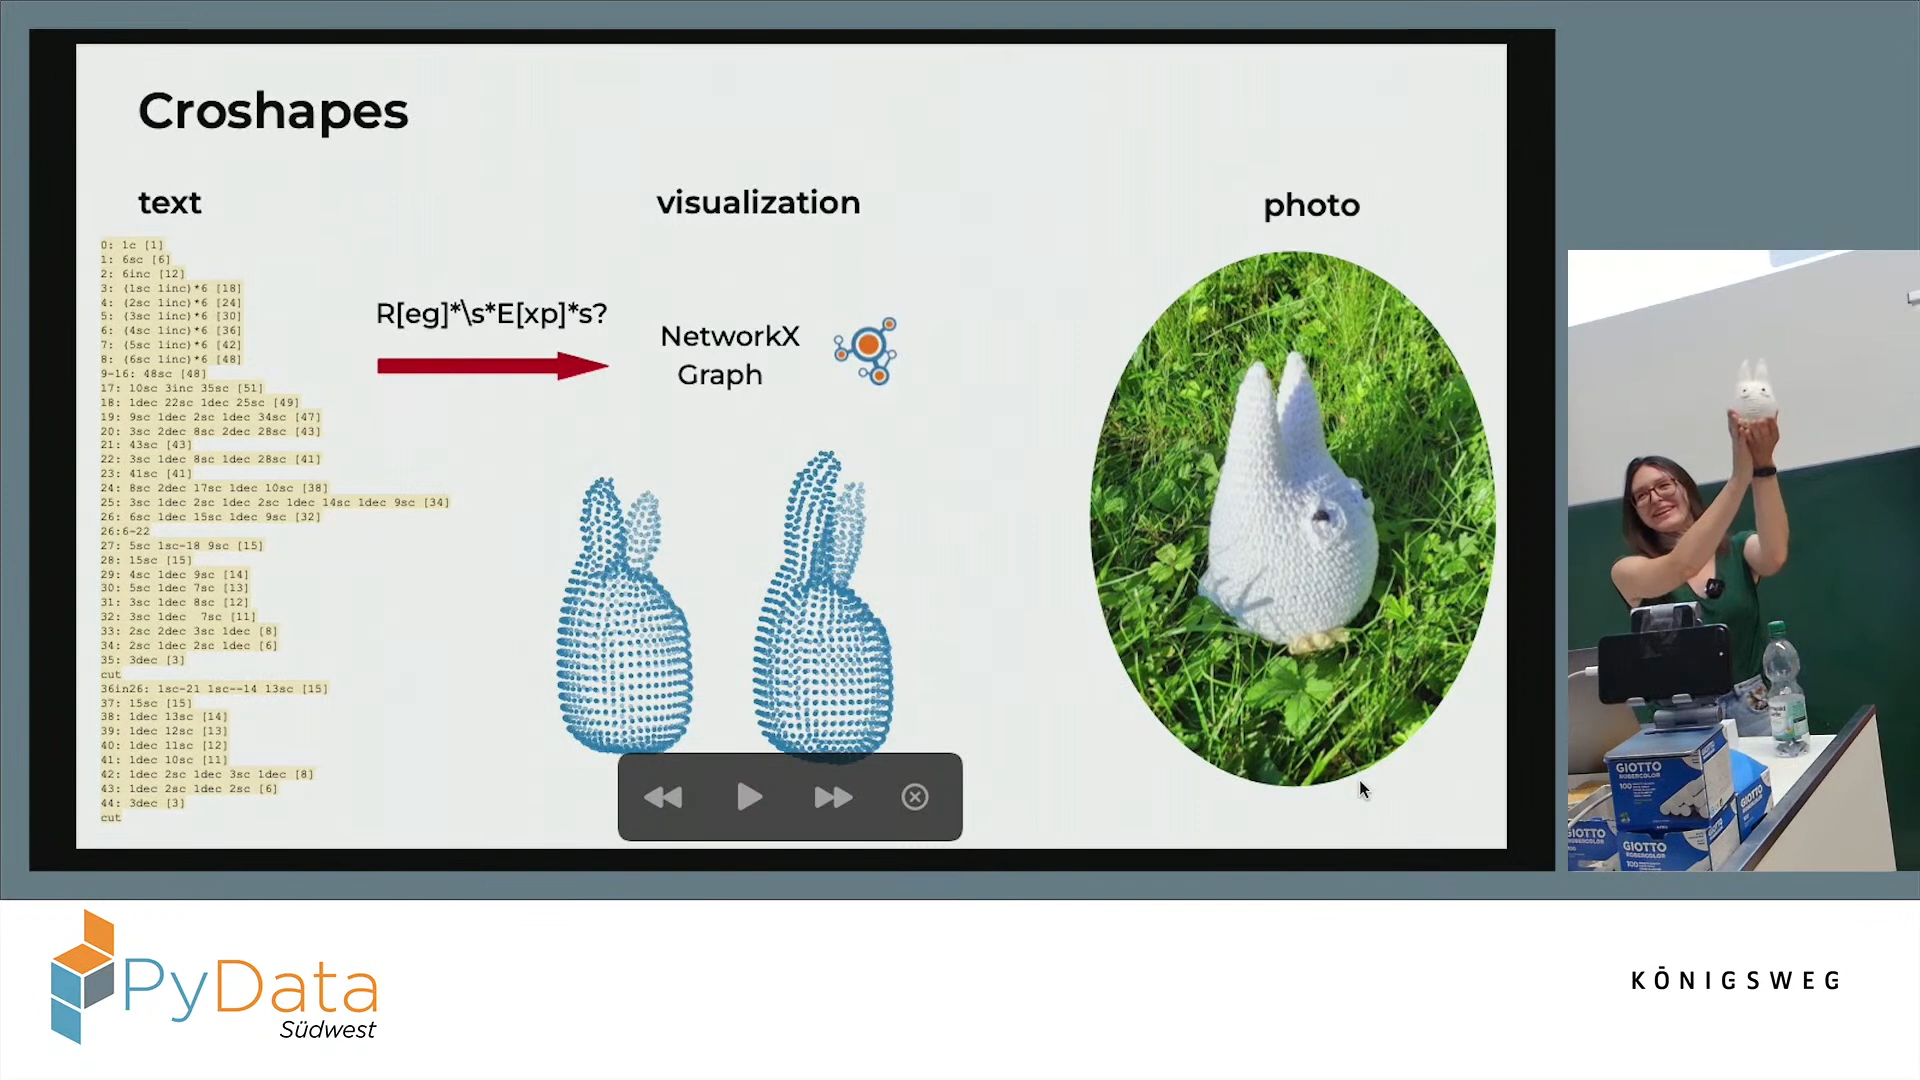 Croshapes
text
visualization
photo
0: 1c [1]
1: 6sc [6]
2: 6inc [12]
3: (1sc 1inc)*6 [18]
4: (2sc 1inc)*6 [24]
5: (3sc 1inc)*6 [30]
6: (4sc 1inc)*6 [36]
7: (5sc 1inc)*6 [42]
8: (6sc 1inc)*6 [48]
9-16: 48sc [48]
17: 10sc 3inc 35sc [51]
18: 1dec 22sc 1dec 25sc [49]
19: 9sc 1dec 2sc 1dec 34sc [47]
20: 3sc 2dec 8sc 2dec 28sc [43]
21: 43sc [43]
22: 3sc 1dec 8sc 1dec 28sc [41]
23: 41sc [41]
24: 8sc 2dec 17sc 1dec 10sc [38]
25: 3sc 1dec 2sc 1dec 2sc 1dec 14sc 1dec 9sc [34]
26: 6sc 1dec 15sc 1dec 9sc [32]
26:6-22
27: 5sc 1sc-18 9sc [15]
28: 15sc [15]
29: 4sc 1dec 9sc [14]
30: 5sc 1dec 7sc [13]
31: 3sc 1dec 8sc [12]
32: 3sc 1dec  7sc [11]
33: 2sc 2dec 3sc 1dec [8]
34: 2sc 1dec 2sc 1dec [6]
35: 3dec [3]
cut
36in26: 1sc-21 1sc--14 13sc [15]
37: 15sc [15]
38: 1dec 13sc [14]
39: 1dec 12sc [13]
40: 1dec 11sc [12]
41: 1dec 10sc [11]
42: 1dec 2sc 1dec 3sc 1dec [8]
43: 1dec 2sc 1dec 2sc [6]
44: 3dec [3]
cut
R[eg]*\s*E[xp]*s?
NetworkX
Graph
GIOTTO
ROBERCOLOR
100
GIOTTO
GIOTTO
ROBERCOLOR
GIOTTO
ROBERCOLOR
100
PyData
Südwest
KÖNIGSWEG